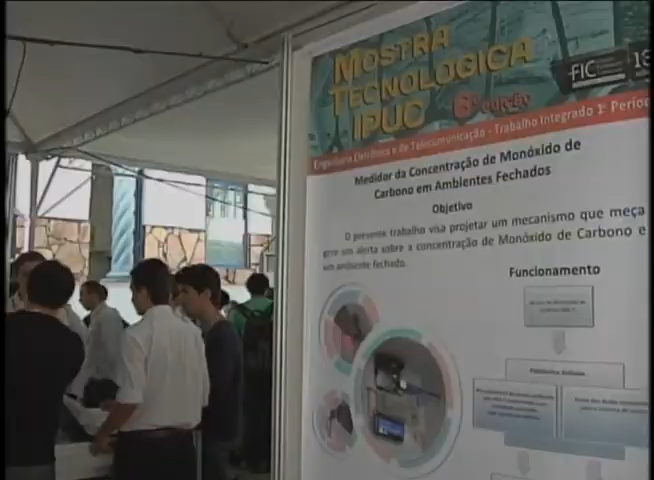 MOSTRA
TECNOLÓGICA
IPUC 6ª edição
FIC
Engenharia Eletrônica e de Telecomunicação - Trabalho Integrado 1º Período
Medidor da Concentração de Monóxido de
Carbono em Ambientes Fechados
Objetivo
O presente trabalho visa projetar um mecanismo que meça
gere um alerta sobre a concentração de Monóxido de Carbono e
um ambiente fechado.
Funcionamento